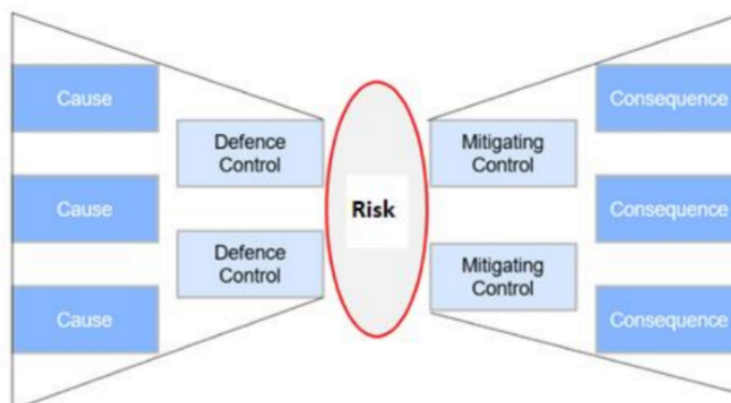 Cause
Cause
Cause
Defence
Control
Defence
Control
Risk
Mitigating
Control
Mitigating
Control
Consequence
Consequence
Consequence